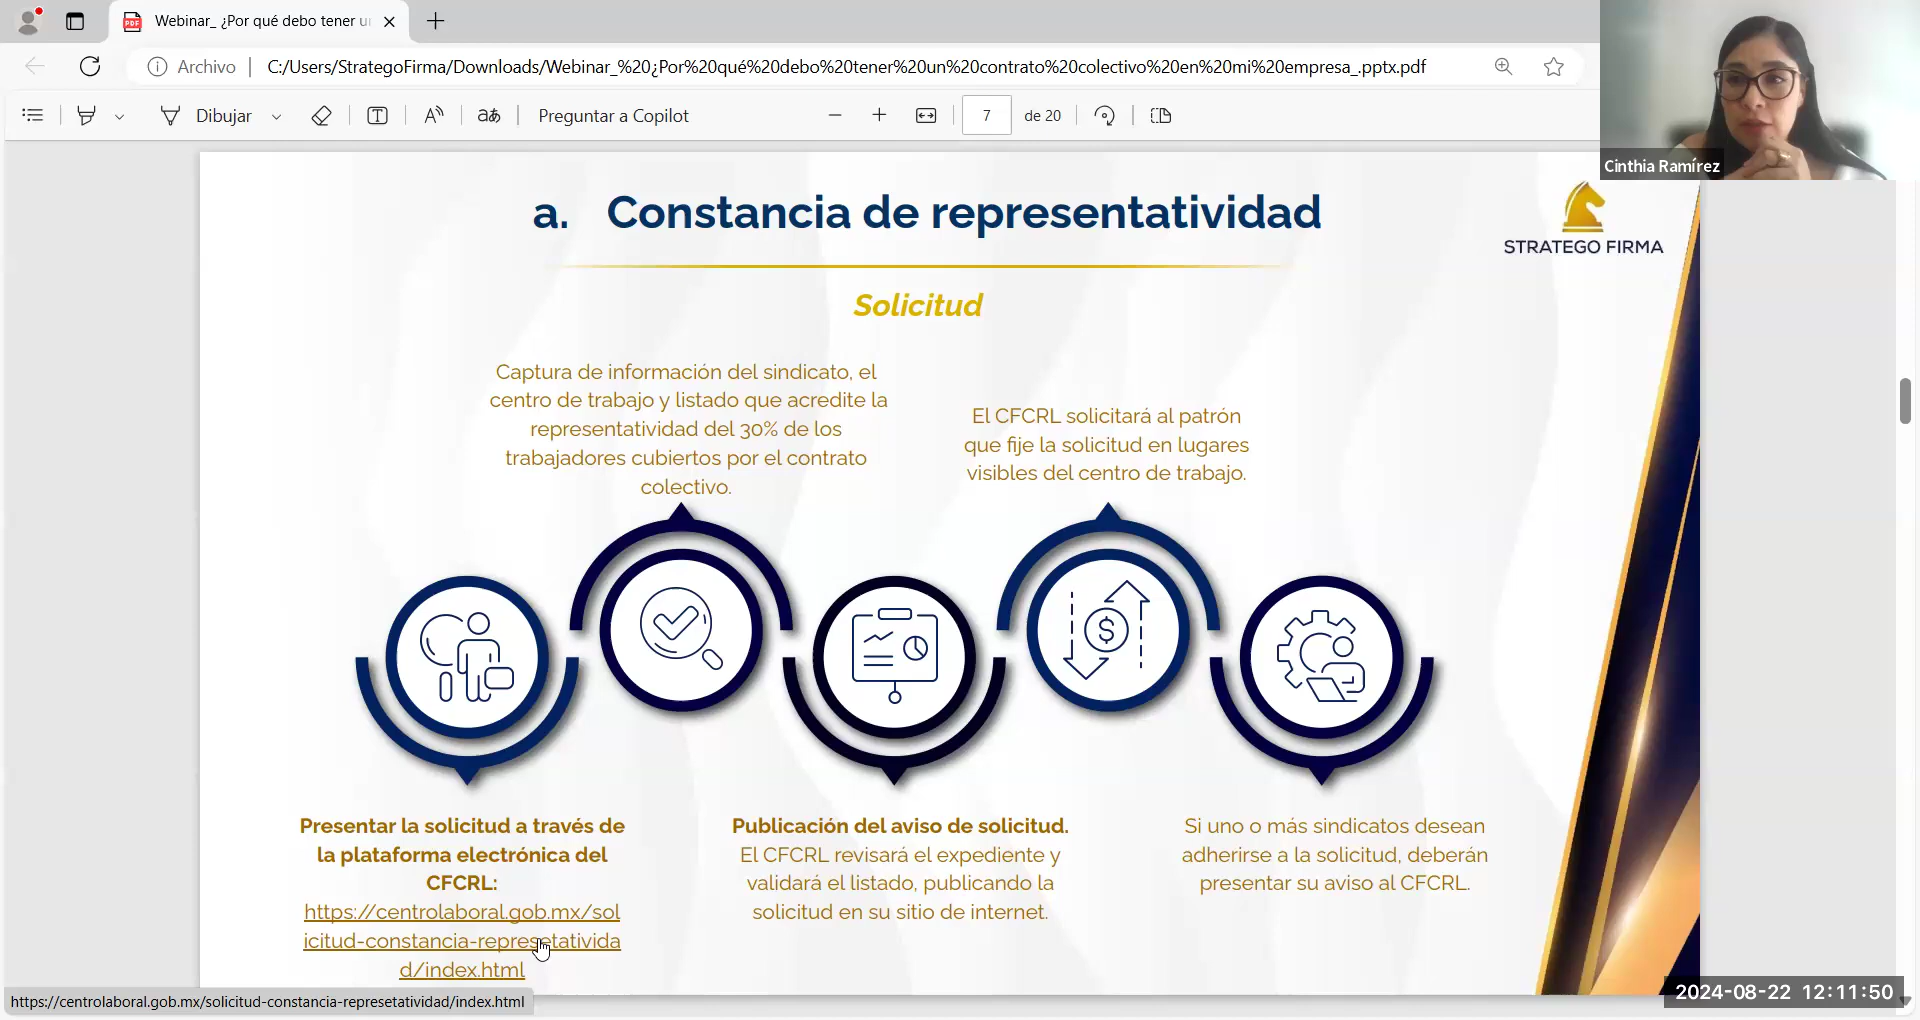 Webinar_ ¿Por qué debo tener u
Archivo
C:/Users/StrategoFirma/Downloads/Webinar_%20¿Por%20qué%20debo%20tener%20un%20contrato%20colectivo%20en%20mi%20empresa_.pptx.pdf
Dibujar
Preguntar a Copilot
7
de 20
Cinthia Ramírez
a. Constancia de representatividad
STRATEGO FIRMA
Solicitud
Captura de información del sindicato, el
centro de trabajo y listado que acredite la
representatividad del 30% de los
trabajadores cubiertos por el contrato
colectivo.
El CFCRL solicitará al patrón
que fije la solicitud en lugares
visibles del centro de trabajo.
Presentar la solicitud a través de
la plataforma electrónica del
CFCRL:
https://centrolaboral.gob.mx/sol
icitud-constancia-represetativida
d/index.html
Publicación del aviso de solicitud.
El CFCRL revisará el expediente y
validará el listado, publicando la
solicitud en su sitio de internet.
Si uno o más sindicatos desean
adherirse a la solicitud, deberán
presentar su aviso al CFCRL.
https://centrolaboral.gob.mx/solicitud-constancia-represetatividad/index.html
2024-08-22 12:11:50